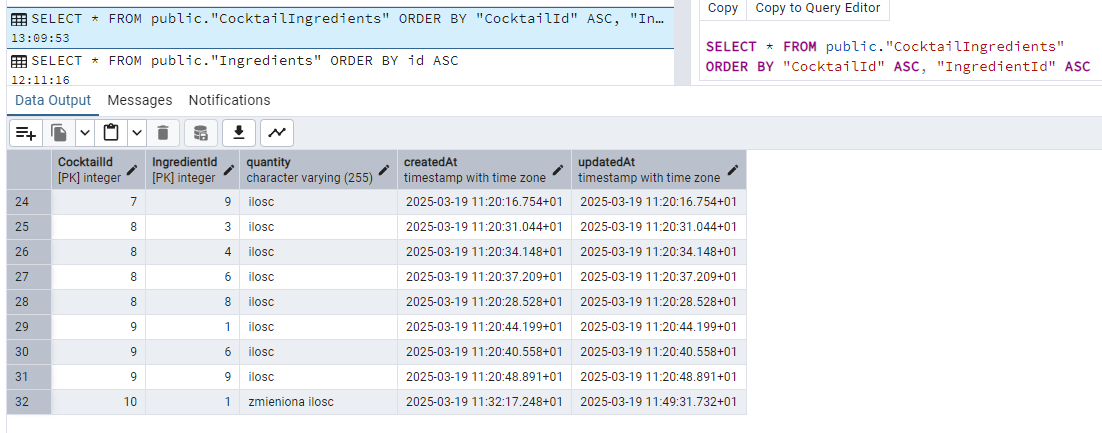 SELECT * FROM public."CocktailIngredients" ORDER BY "CocktailId" ASC, "In…
13:09:53
SELECT * FROM public."Ingredients" ORDER BY id ASC
12:11:16
Copy Copy to Query Editor
SELECT * FROM public."CocktailIngredients"
ORDER BY "CocktailId" ASC, "IngredientId" ASC
Data Output Messages Notifications
CocktailId IngredientId quantity createdAt updatedAt
[PK] integer [PK] integer character varying (255) timestamp with time zone timestamp with time zone
24 7 9 ilosc 2025-03-19 11:20:16.754+01 2025-03-19 11:20:16.754+01
25 8 3 ilosc 2025-03-19 11:20:31.044+01 2025-03-19 11:20:31.044+01
26 8 4 ilosc 2025-03-19 11:20:34.148+01 2025-03-19 11:20:34.148+01
27 8 6 ilosc 2025-03-19 11:20:37.209+01 2025-03-19 11:20:37.209+01
28 8 8 ilosc 2025-03-19 11:20:28.528+01 2025-03-19 11:20:28.528+01
29 9 1 ilosc 2025-03-19 11:20:44.199+01 2025-03-19 11:20:44.199+01
30 9 6 ilosc 2025-03-19 11:20:40.558+01 2025-03-19 11:20:40.558+01
31 9 9 ilosc 2025-03-19 11:20:48.891+01 2025-03-19 11:20:48.891+01
32 10 1 zmieniona ilosc 2025-03-19 11:32:17.248+01 2025-03-19 11:49:31.732+01